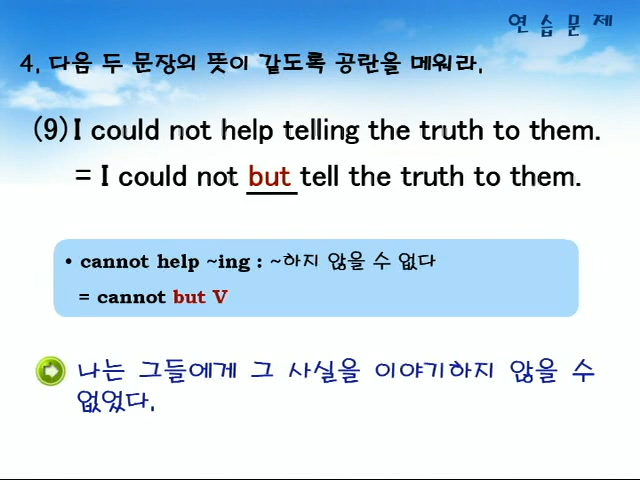 연 습 문 제
4. 다음 두 문장의 뜻이 같도록 공란을 메워라.
(9) I could not help telling the truth to them.
= I could not but tell the truth to them.
• cannot help ~ing : ~하지 않을 수 없다
= cannot but V
나는 그들에게 그 사실을 이야기하지 않을 수
없었다.